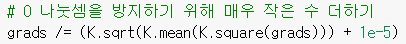 # 0 나눗셈을 방지하기 위해 매우 작은 수 더하기
grads /= (K.sqrt(K.mean(K.square(grads))) + 1e-5)